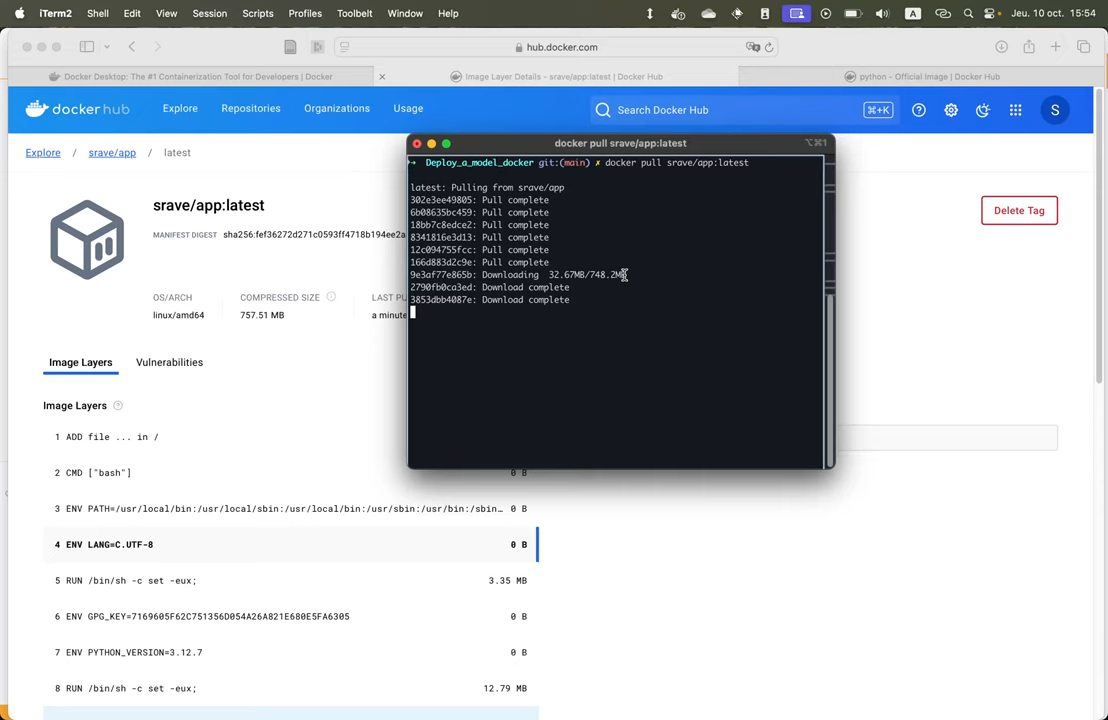 iTerm2 Shell Edit View Session Scripts Profiles Toolbelt Window Help A Jeu. 10 oct. 15:54
hub.docker.com
Docker Desktop: The #1 Containerization Tool for Developers | Docker
Image Layer Details - srave/app:latest | Docker Hub
python - Official Image | Docker Hub
docker hub Explore Repositories Organizations Usage Search Docker Hub ⌘+K S
Explore / srave/app / latest
srave/app:latest
MANIFEST DIGEST sha256:fef36272d271c0593ff4718b194ee2a
Delete Tag
OS/ARCH COMPRESSED SIZE LAST PU
linux/amd64 757.51 MB a minute
Image Layers Vulnerabilities
Image Layers
1 ADD file ... in /
2 CMD ["bash"] 0 B
3 ENV PATH=/usr/local/bin:/usr/local/sbin:/usr/local/bin:/usr/sbin:/usr/bin:/sbin... 0 B
4 ENV LANG=C.UTF-8 0 B
5 RUN /bin/sh -c set -eux; 3.35 MB
6 ENV GPG_KEY=7169605F62C751356D054A26A821E680E5FA6305 0 B
7 ENV PYTHON_VERSION=3.12.7 0 B
8 RUN /bin/sh -c set -eux; 12.79 MB
docker pull srave/app:latest ⌥⌘1
→ Deploy_a_model_docker git:(main) ✗ docker pull srave/app:latest
latest: Pulling from srave/app
302e3ee49805: Pull complete
6b08635bc459: Pull complete
18bb7c8edce2: Pull complete
8341816e3d13: Pull complete
12c094755fcc: Pull complete
166d883d2c9e: Pull complete
9e3af77e865b: Downloading 32.67MB/748.2MB
2790fb0ca3ed: Download complete
3853dbb4087e: Download complete